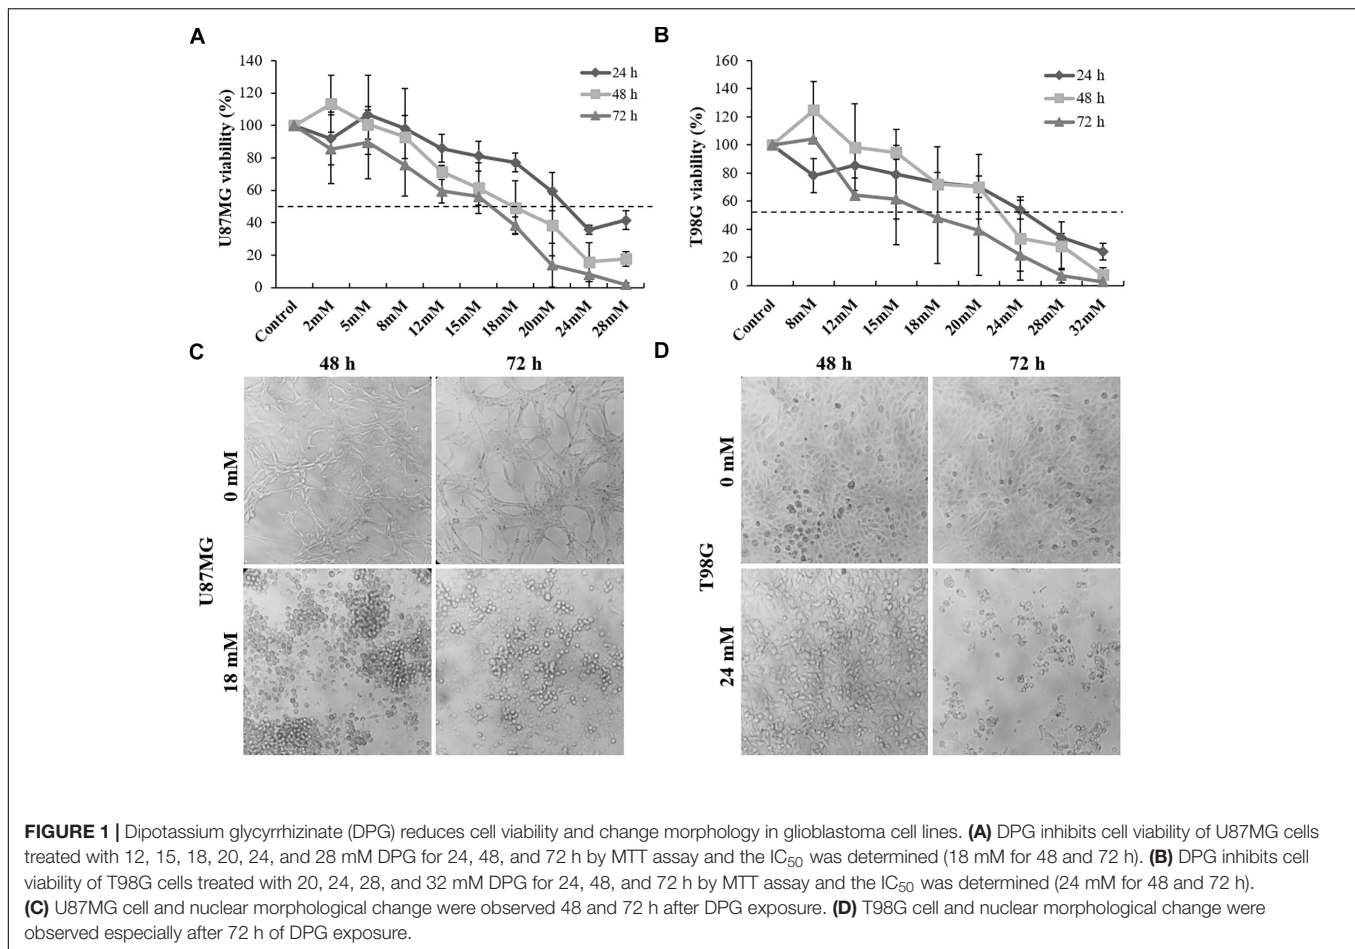 A
140
120
100
80
60
40
20
0
U87MG viability (%)
24 h
48 h
72 h
Control
2mM
5mM
8mM
12mM
15mM
18mM
20mM
24mM
28mM
B
160
140
120
100
80
60
40
20
0
T98G viability (%)
24 h
48 h
72 h
Control
8mM
12mM
15mM
18mM
20mM
24mM
28mM
32mM
C
48 h
72 h
U87MG
0 mM
18 mM
D
48 h
72 h
T98G
0 mM
24 mM
FIGURE 1 | Dipotassium glycyrrhizinate (DPG) reduces cell viability and change morphology in glioblastoma cell lines. (A) DPG inhibits cell viability of U87MG cells
treated with 12, 15, 18, 20, 24, and 28 mM DPG for 24, 48, and 72 h by MTT assay and the IC50 was determined (18 mM for 48 and 72 h). (B) DPG inhibits cell
viability of T98G cells treated with 20, 24, 28, and 32 mM DPG for 24, 48, and 72 h by MTT assay and the IC50 was determined (24 mM for 48 and 72 h).
(C) U87MG cell and nuclear morphological change were observed 48 and 72 h after DPG exposure. (D) T98G cell and nuclear morphological change were
observed especially after 72 h of DPG exposure.